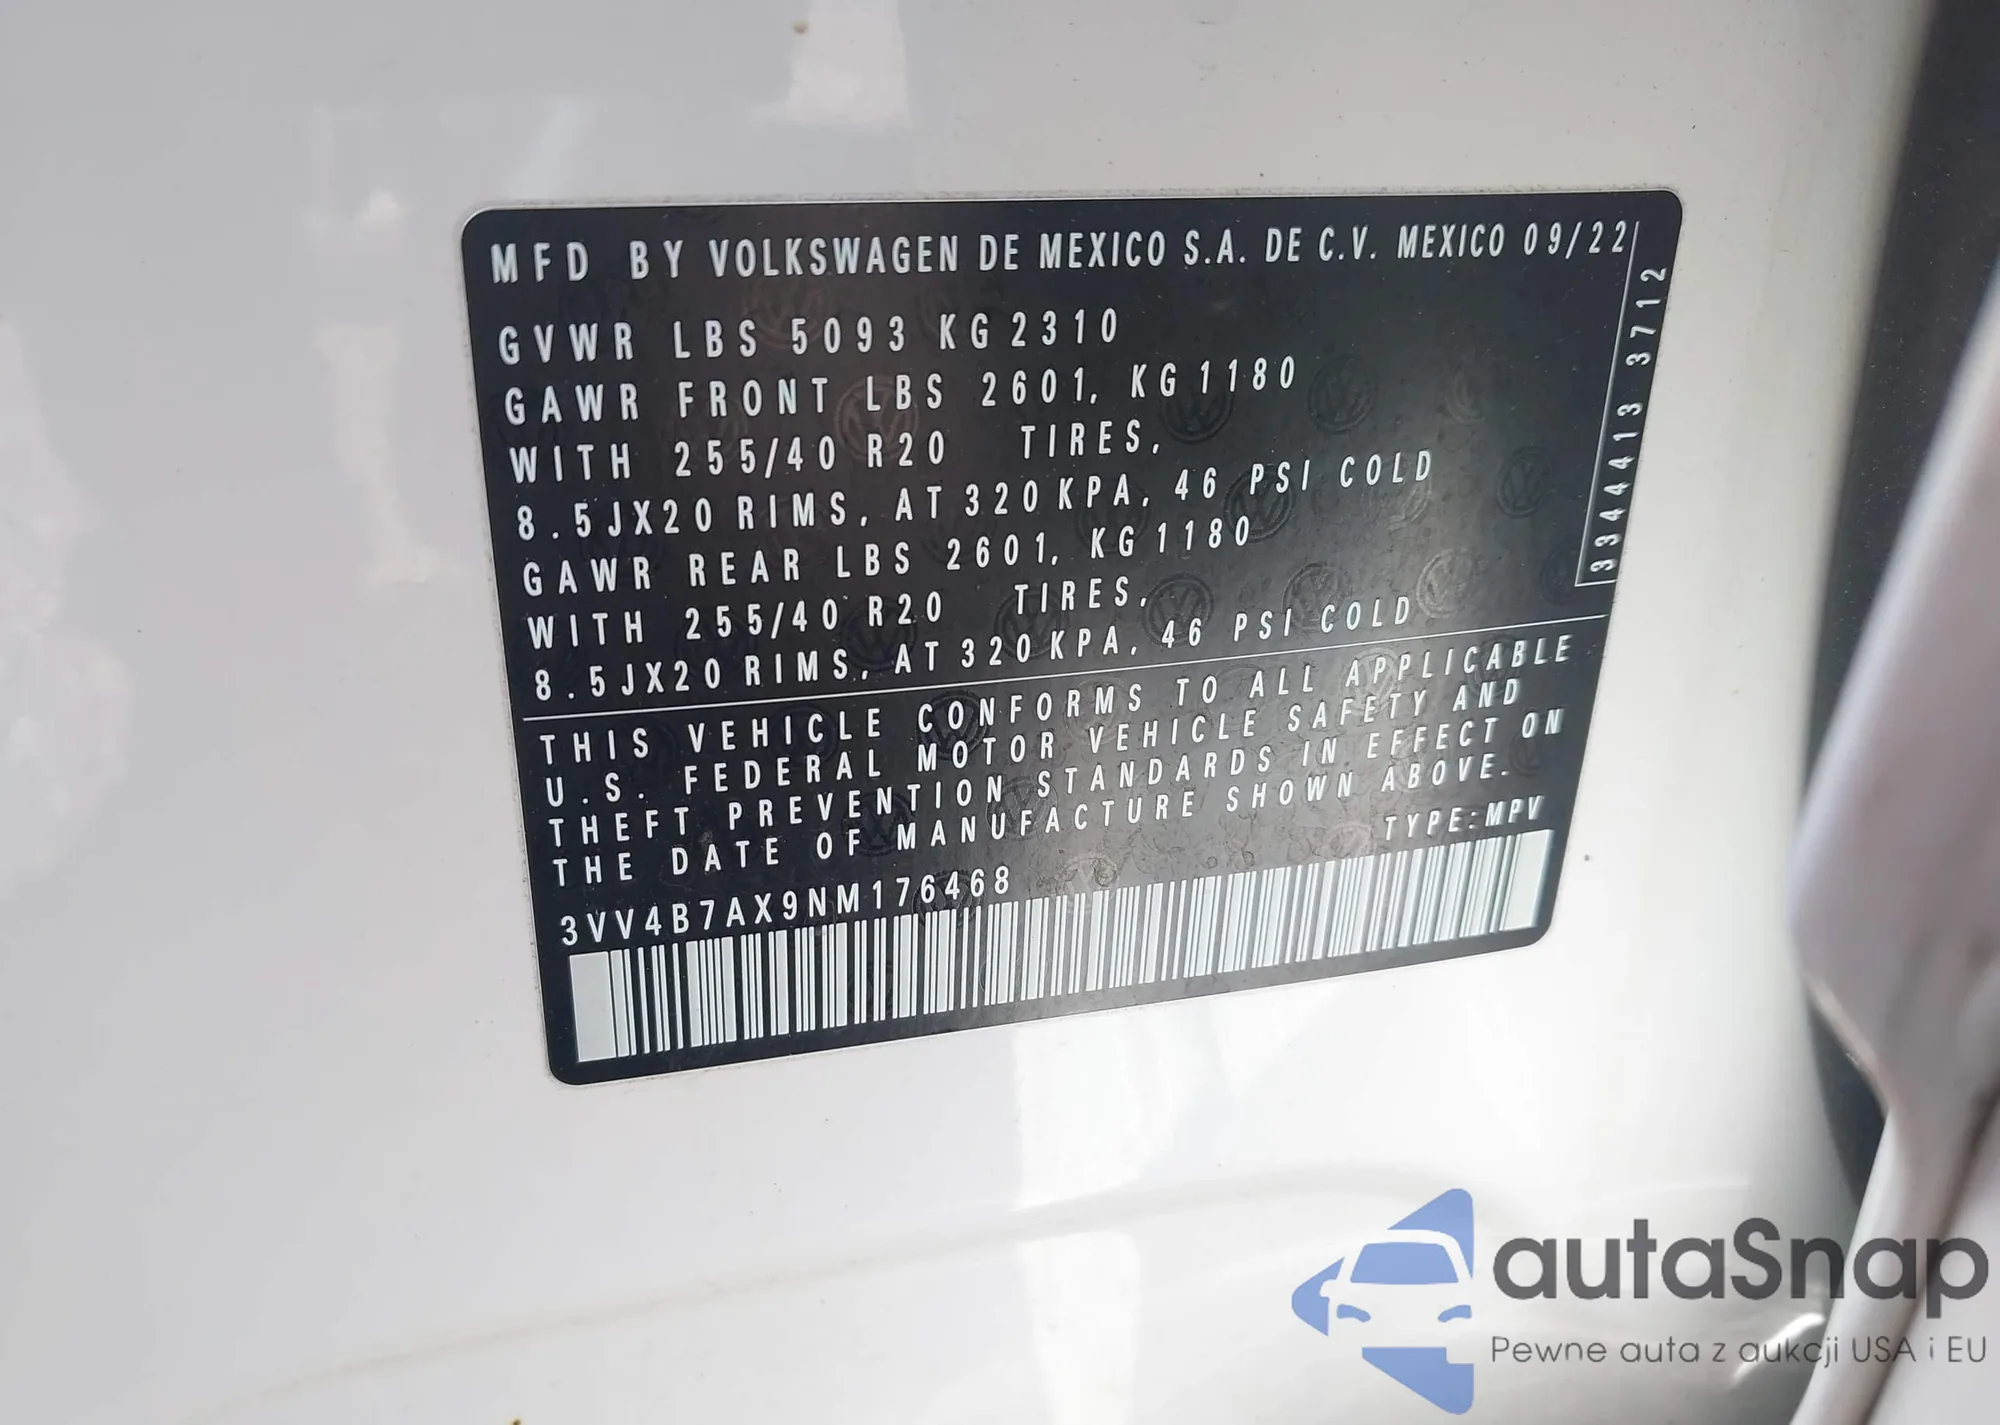 MFD BY VOLKSWAGEN DE MEXICO S.A. DE C.V. MEXICO 09/22
GVWR LBS 5093 KG 2310
GAWR FRONT LBS 2601, KG 1180
WITH 255/40 R20 TIRES,
8.5JX20 RIMS, AT 320 KPA, 46 PSI COLD
GAWR REAR LBS 2601, KG 1180
WITH 255/40 R20 TIRES,
8.5JX20 RIMS, AT 320 KPA, 46 PSI COLD
334 4413 3712
THIS VEHICLE CONFORMS TO ALL APPLICABLE
U.S. FEDERAL MOTOR VEHICLE SAFETY AND
THEFT PREVENTION STANDARDS IN EFFECT ON
THE DATE OF MANUFACTURE SHOWN ABOVE.
TYPE:MPV
3VV4B7AX9NM176468
autaSnap
Pewne auta z aukcji USA i EU